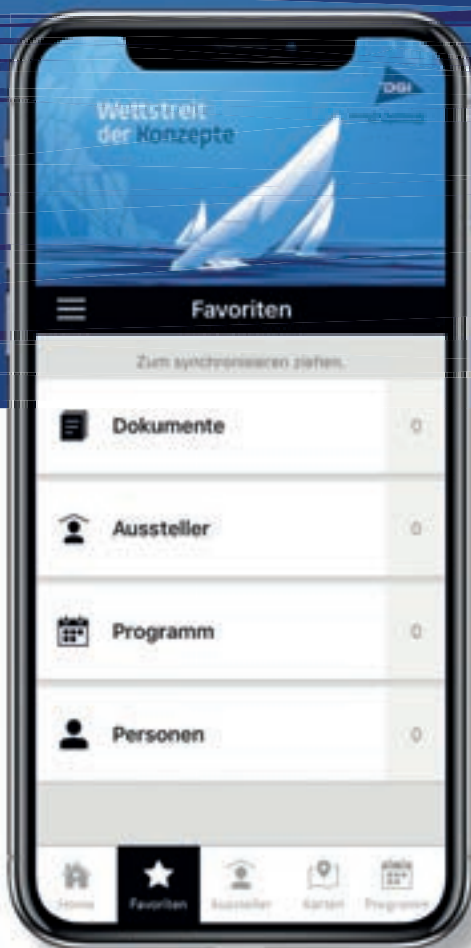 Wettstreit
der Konzepte
DGI
Favoriten
Zum synchronisieren ziehen.
Dokumente 0
Aussteller 0
Programm 0
Personen 0
Home Favoriten Aussteller Karten Programm